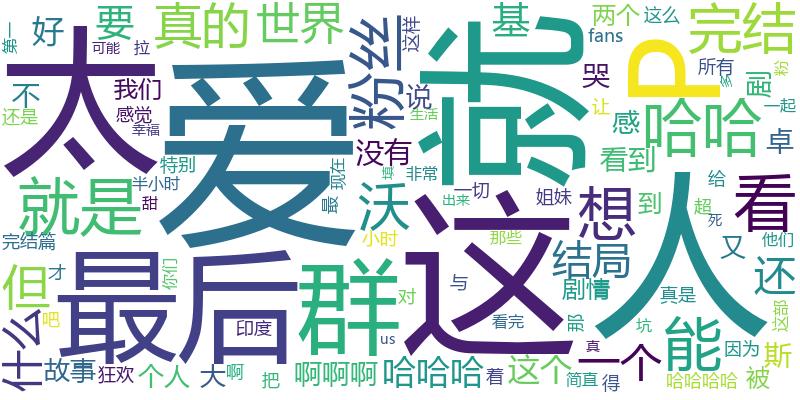 第一
好
要
真的
世界
粉丝
这样
基
两个
这么
完结
可能
拉
fans
P
所有
多
粉
不
我们
太
爱
说
就
哭
剧
还是
感觉
让
哈哈
一起
幸福
生活
感
卓
特别
没有
看到
半小时
现在
填
非常
就是
甜
最
沃
一切
姐妹
想
到
给
看
出来
超
死
完结篇
小时
那些
人
又
他们
但
才
最后
你们
群
对
这
与
结局
还
剧情
那
真是
这部
什么
吧
印度
us
看完
坑
真
能
因为
斯
故事
狂欢
个人
大
啊
把
啊啊啊
哈哈哈
着
这个
简直
得
一个
哈哈哈哈
被